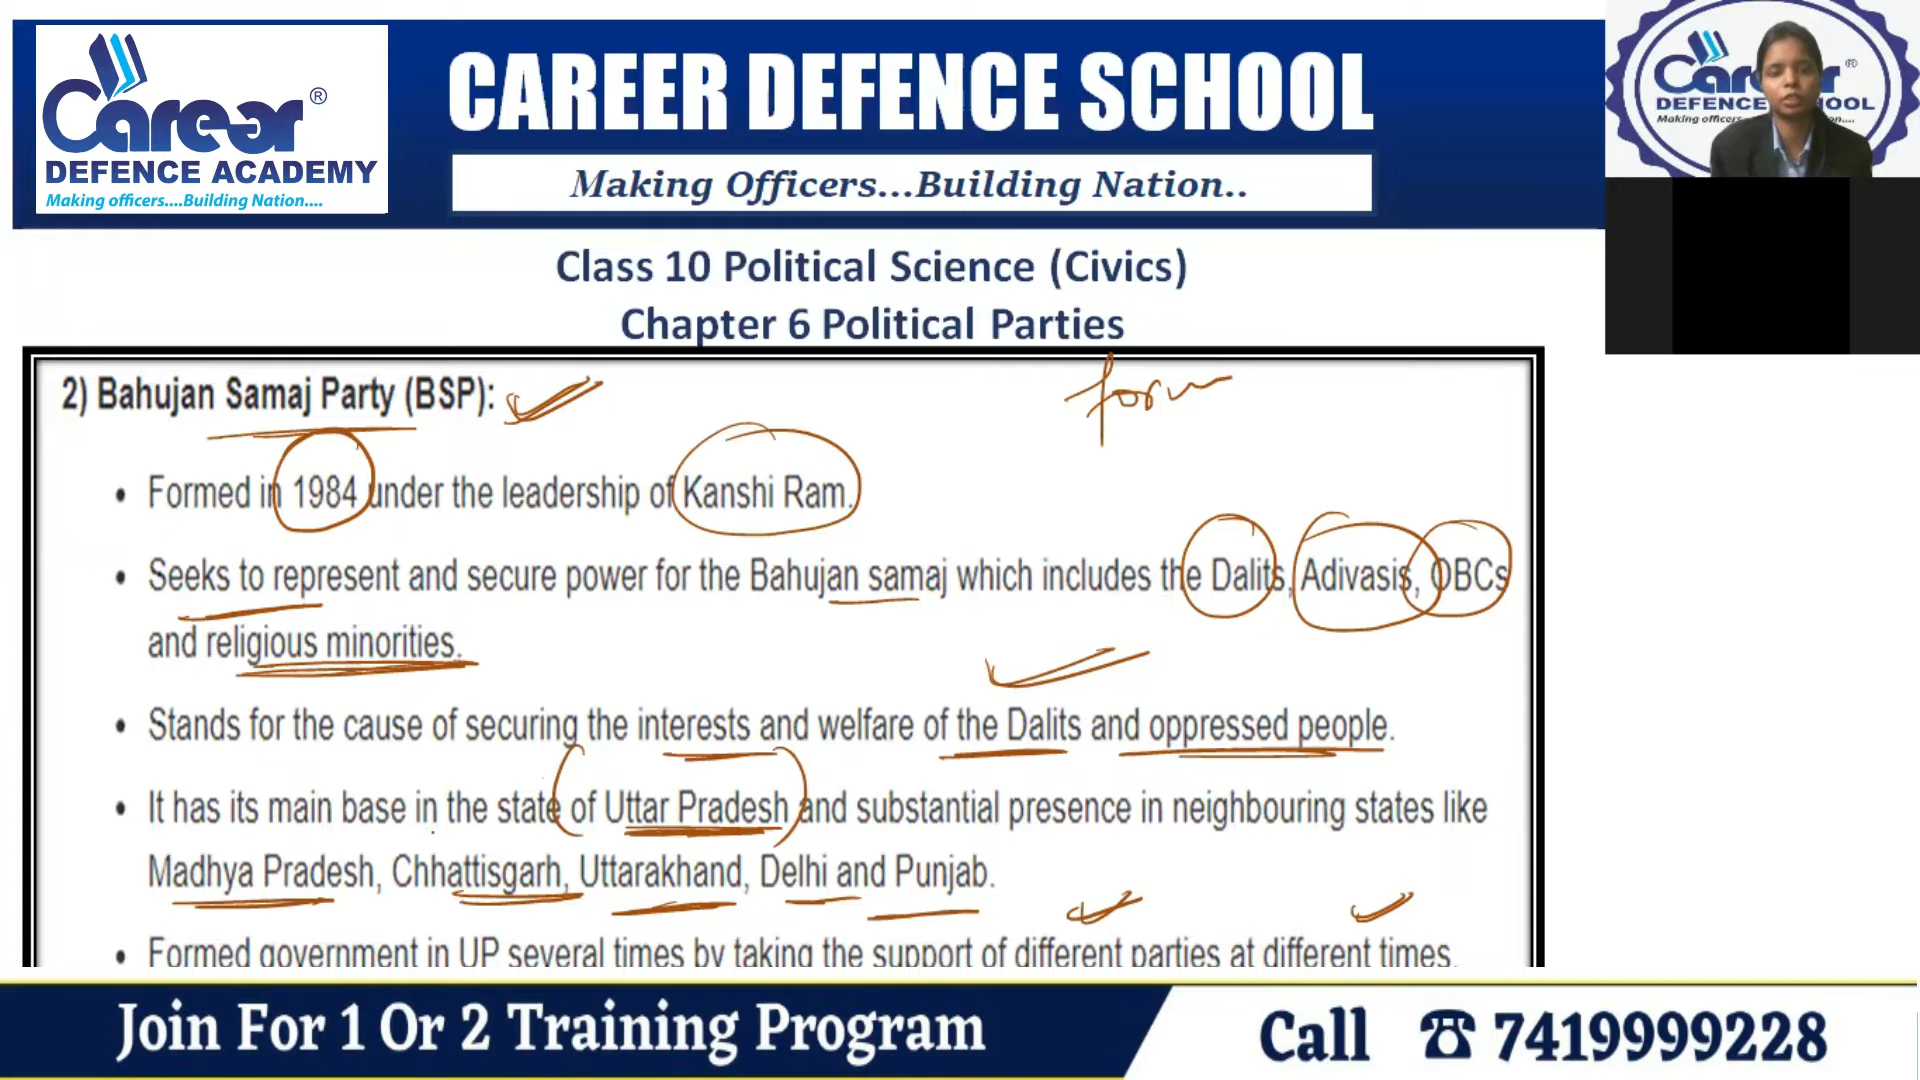 Career ®
DEFENCE ACADEMY
Making officers....Building Nation....
CAREER DEFENCE SCHOOL
Making Officers...Building Nation..
Career ®
DEFENCE SCHOOL
Making officers
Class 10 Political Science (Civics)
Chapter 6 Political Parties
form
2) Bahujan Samaj Party (BSP):
• Formed in 1984 under the leadership of Kanshi Ram.
• Seeks to represent and secure power for the Bahujan samaj which includes the Dalits, Adivasis, OBCs
and religious minorities.
• Stands for the cause of securing the interests and welfare of the Dalits and oppressed people.
• It has its main base in the state of Uttar Pradesh and substantial presence in neighbouring states like
Madhya Pradesh, Chhattisgarh, Uttarakhand, Delhi and Punjab.
• Formed government in UP several times by taking the support of different parties at different times.
Join For 1 Or 2 Training Program
Call ☎ 7419999228